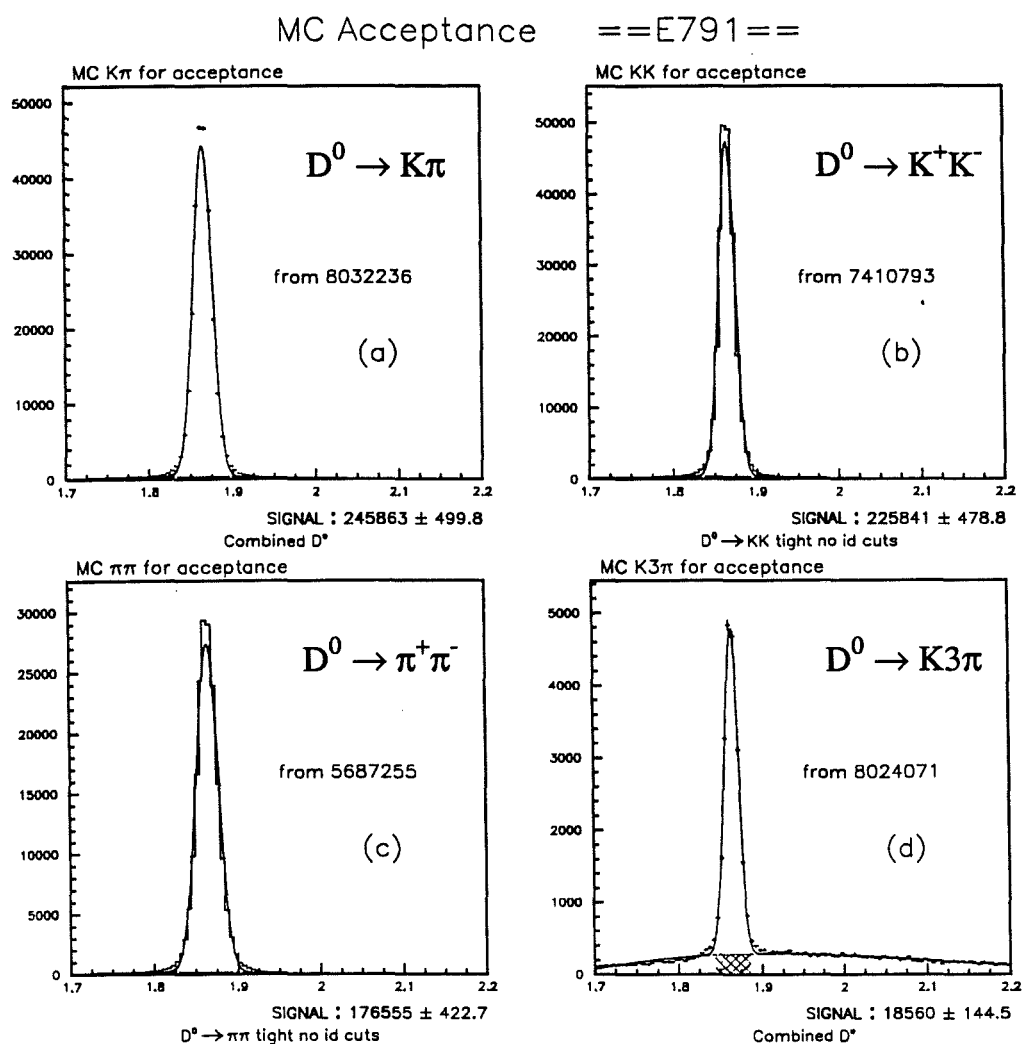 MC Acceptance ==E791==
MC Kπ for acceptance
50000
40000
30000
20000
10000
0
D⁰ → Kπ
from 8032236
(a)
1.7 1.8 1.9 2 2.1 2.2
SIGNAL : 245863 ± 499.8
Combined D°
MC KK for acceptance
50000
40000
30000
20000
10000
0
D⁰ → K⁺K⁻
from 7410793
(b)
1.7 1.8 1.9 2 2.1 2.2
SIGNAL : 225841 ± 478.8
D° → KK tight no id cuts
MC ππ for acceptance
30000
25000
20000
15000
10000
5000
0
D⁰ → π⁺π⁻
from 5687255
(c)
1.7 1.8 1.9 2 2.1 2.2
SIGNAL : 176555 ± 422.7
D° → ππ tight no id cuts
MC K3π for acceptance
5000
4000
3000
2000
1000
0
D⁰ → K3π
from 8024071
(d)
1.7 1.8 1.9 2 2.1 2.2
SIGNAL : 18560 ± 144.5
Combined D°